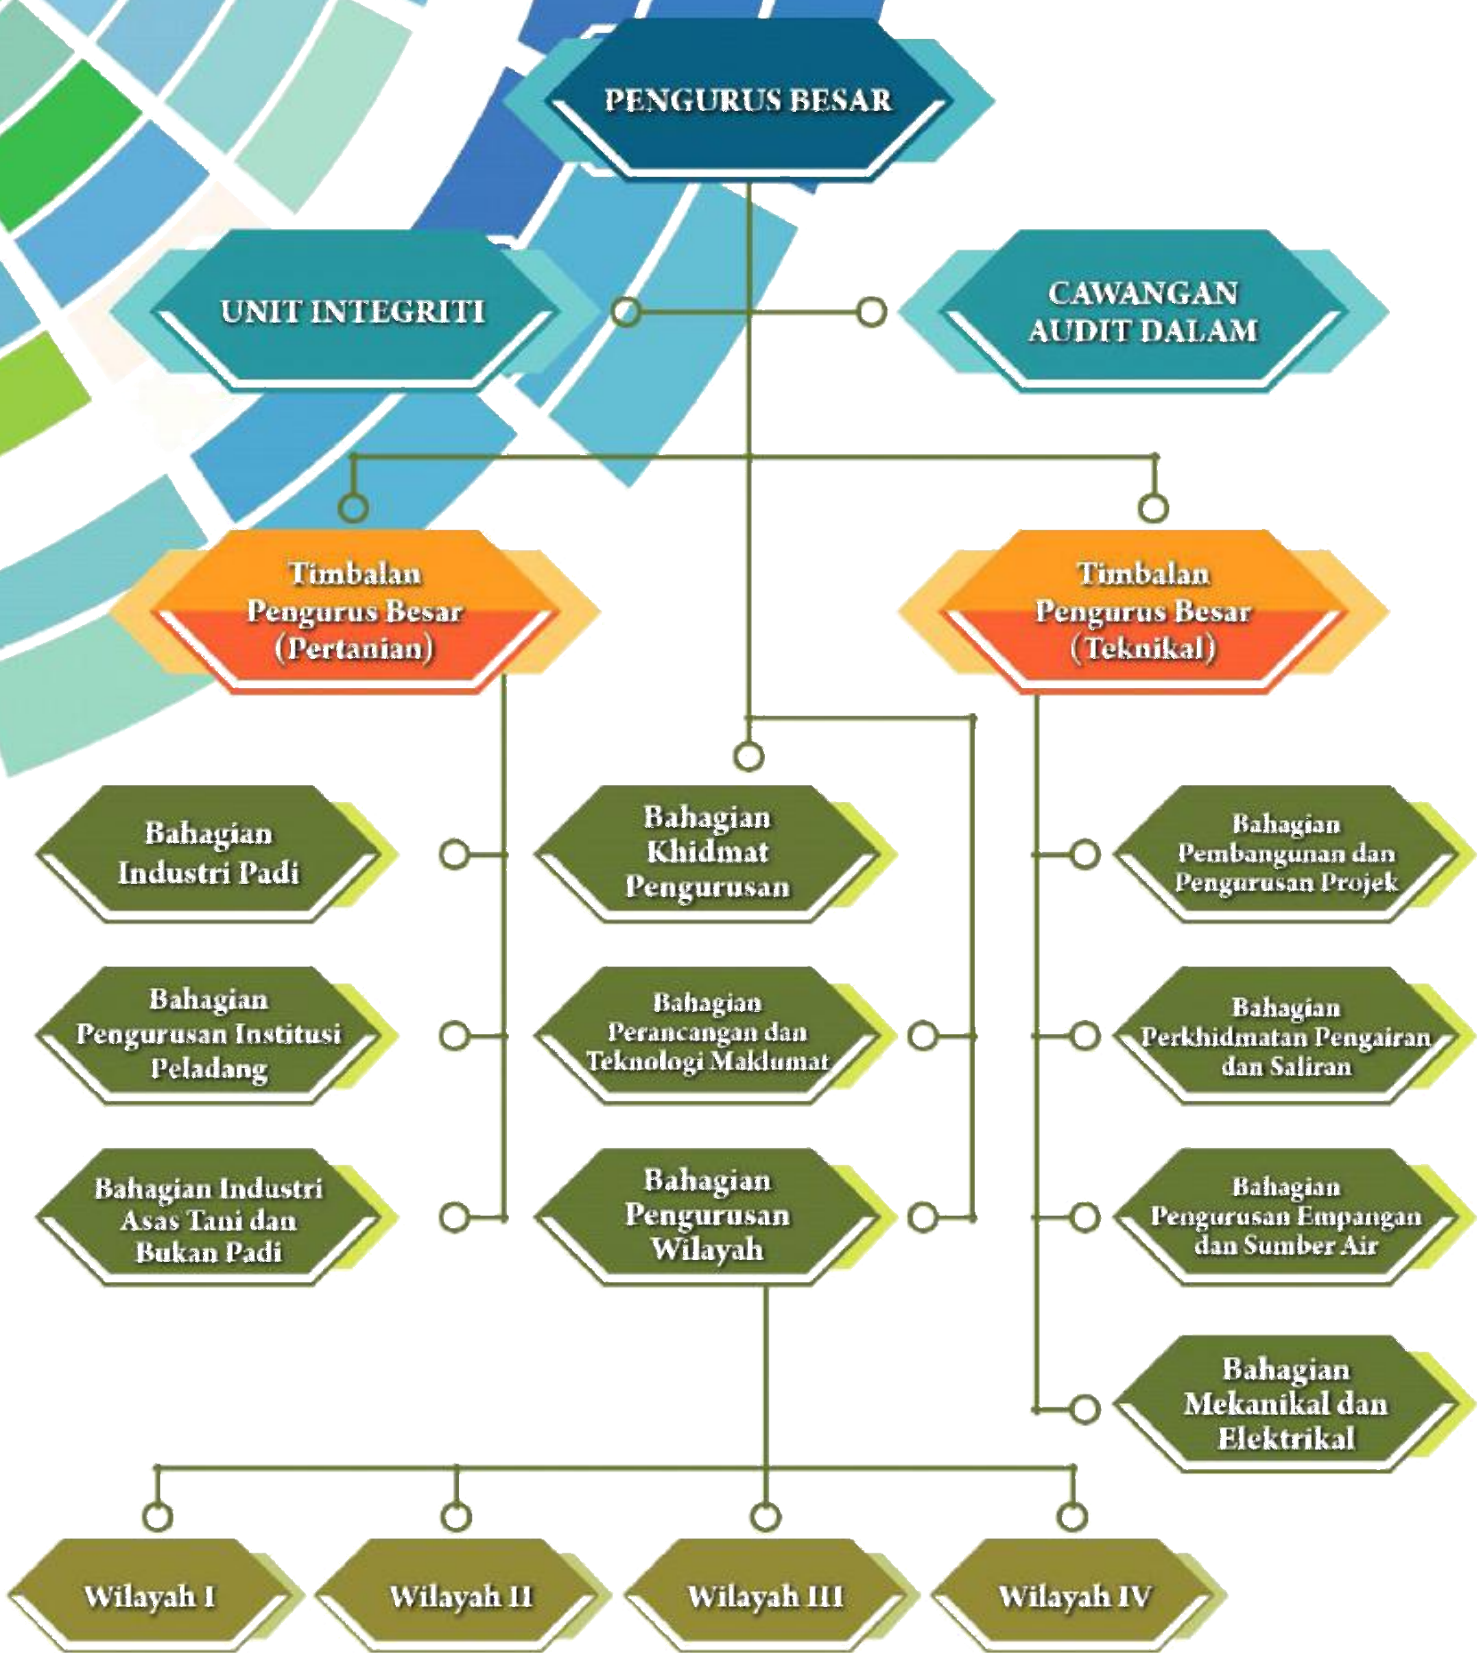 PENGURUS BESAR
UNIT INTEGRITI
CAWANGAN
AUDIT DALAM
Timbalan
Pengurus Besar
(Pertanian)
Timbalan
Pengurus Besar
(Teknikal)
Bahagian
Industri Padi
Bahagian
Khidmat
Pengurusan
Bahagian
Pembangunan dan
Pengurusan Projek
Bahagian
Pengurusan Institusi
Peladang
Bahagian
Perancangan dan
Teknologi Maklumat
Bahagian
Perkhidmatan Pengairan
dan Saliran
Bahagian Industri
Asas Tani dan
Bukan Padi
Bahagian
Pengurusan
Wilayah
Bahagian
Pengurusan Empangan
dan Sumber Air
Bahagian
Mekanikal dan
Elektrikal
Wilayah I
Wilayah II
Wilayah III
Wilayah IV